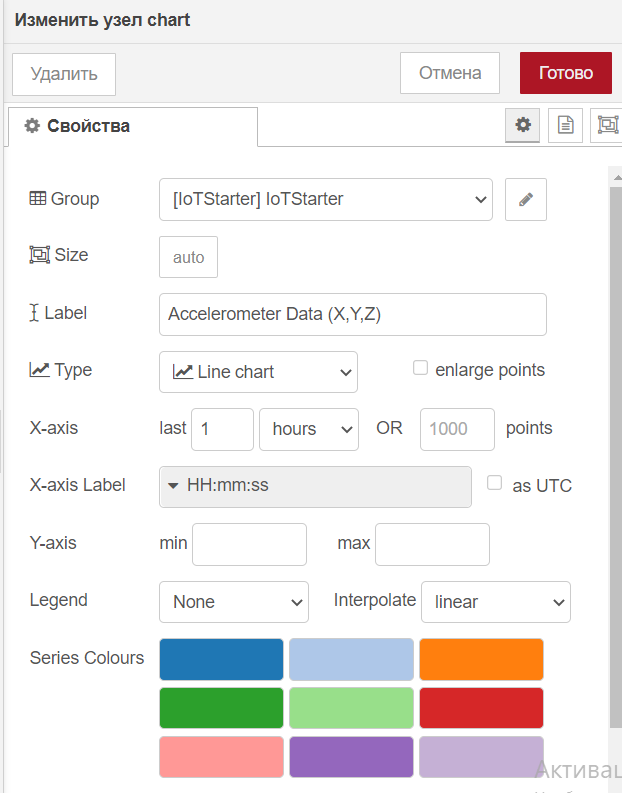 Изменить узел chart
Удалить
Отмена
Готово
Свойства
Group [IoTStarter] IoTStarter
Size auto
Label Accelerometer Data (X,Y,Z)
Type Line chart enlarge points
X-axis last 1 hours OR 1000 points
X-axis Label HH:mm:ss as UTC
Y-axis min max
Legend None Interpolate linear
Series Colours
Активац